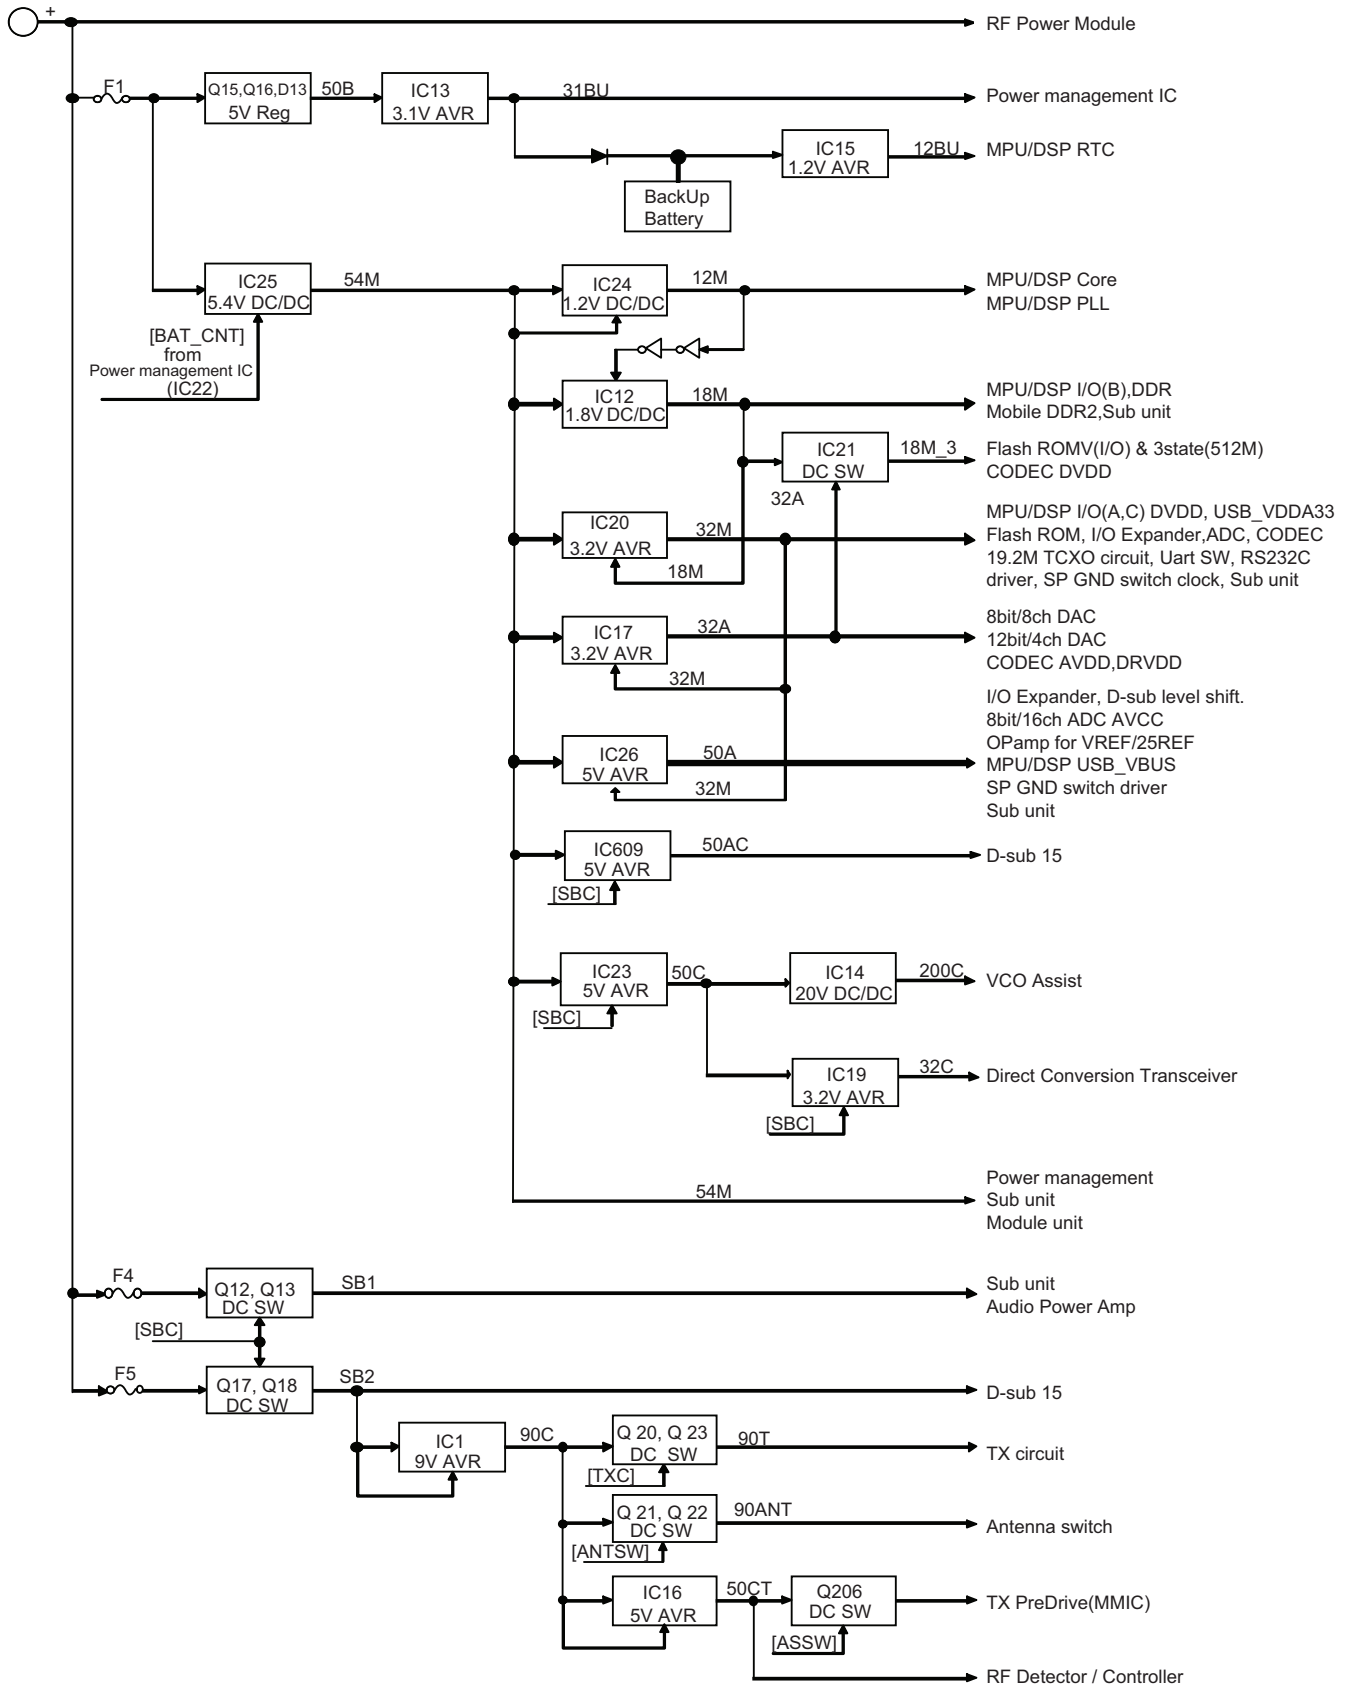 +
RF Power Module
F1
Q15,Q16,D13
5V Reg
50B
IC13
3.1V AVR
31BU
Power management IC
IC15
1.2V AVR
12BU
MPU/DSP RTC
BackUp
Battery
IC25
5.4V DC/DC
54M
[BAT_CNT]
from
Power management IC
(IC22)
IC24
1.2V DC/DC
12M
MPU/DSP Core
MPU/DSP PLL
IC12
1.8V DC/DC
18M
MPU/DSP I/O(B),DDR
Mobile DDR2,Sub unit
IC21
DC SW
18M_3
32A
Flash ROMV(I/O) & 3state(512M)
CODEC DVDD
IC20
3.2V AVR
32M
18M
MPU/DSP I/O(A,C) DVDD, USB_VDDA33
Flash ROM, I/O Expander,ADC, CODEC
19.2M TCXO circuit, Uart SW, RS232C
driver, SP GND switch clock, Sub unit
IC17
3.2V AVR
32A
32M
8bit/8ch DAC
12bit/4ch DAC
CODEC AVDD,DRVDD
IC26
5V AVR
50A
32M
I/O Expander, D-sub level shift.
8bit/16ch ADC AVCC
OPamp for VREF/25REF
MPU/DSP USB_VBUS
SP GND switch driver
Sub unit
IC609
5V AVR
[SBC]
50AC
D-sub 15
IC23
5V AVR
[SBC]
50C
IC14
20V DC/DC
200C
VCO Assist
IC19
3.2V AVR
[SBC]
32C
Direct Conversion Transceiver
54M
Power management
Sub unit
Module unit
F4
Q12, Q13
DC SW
SB1
Sub unit
Audio Power Amp
[SBC]
F5
Q17, Q18
DC SW
SB2
D-sub 15
IC1
9V AVR
90C
Q 20, Q 23
DC SW
[TXC]
90T
TX circuit
Q 21, Q 22
DC SW
[ANTSW]
90ANT
Antenna switch
IC16
5V AVR
50CT
Q206
DC SW
[ASSW]
TX PreDrive(MMIC)
RF Detector / Controller